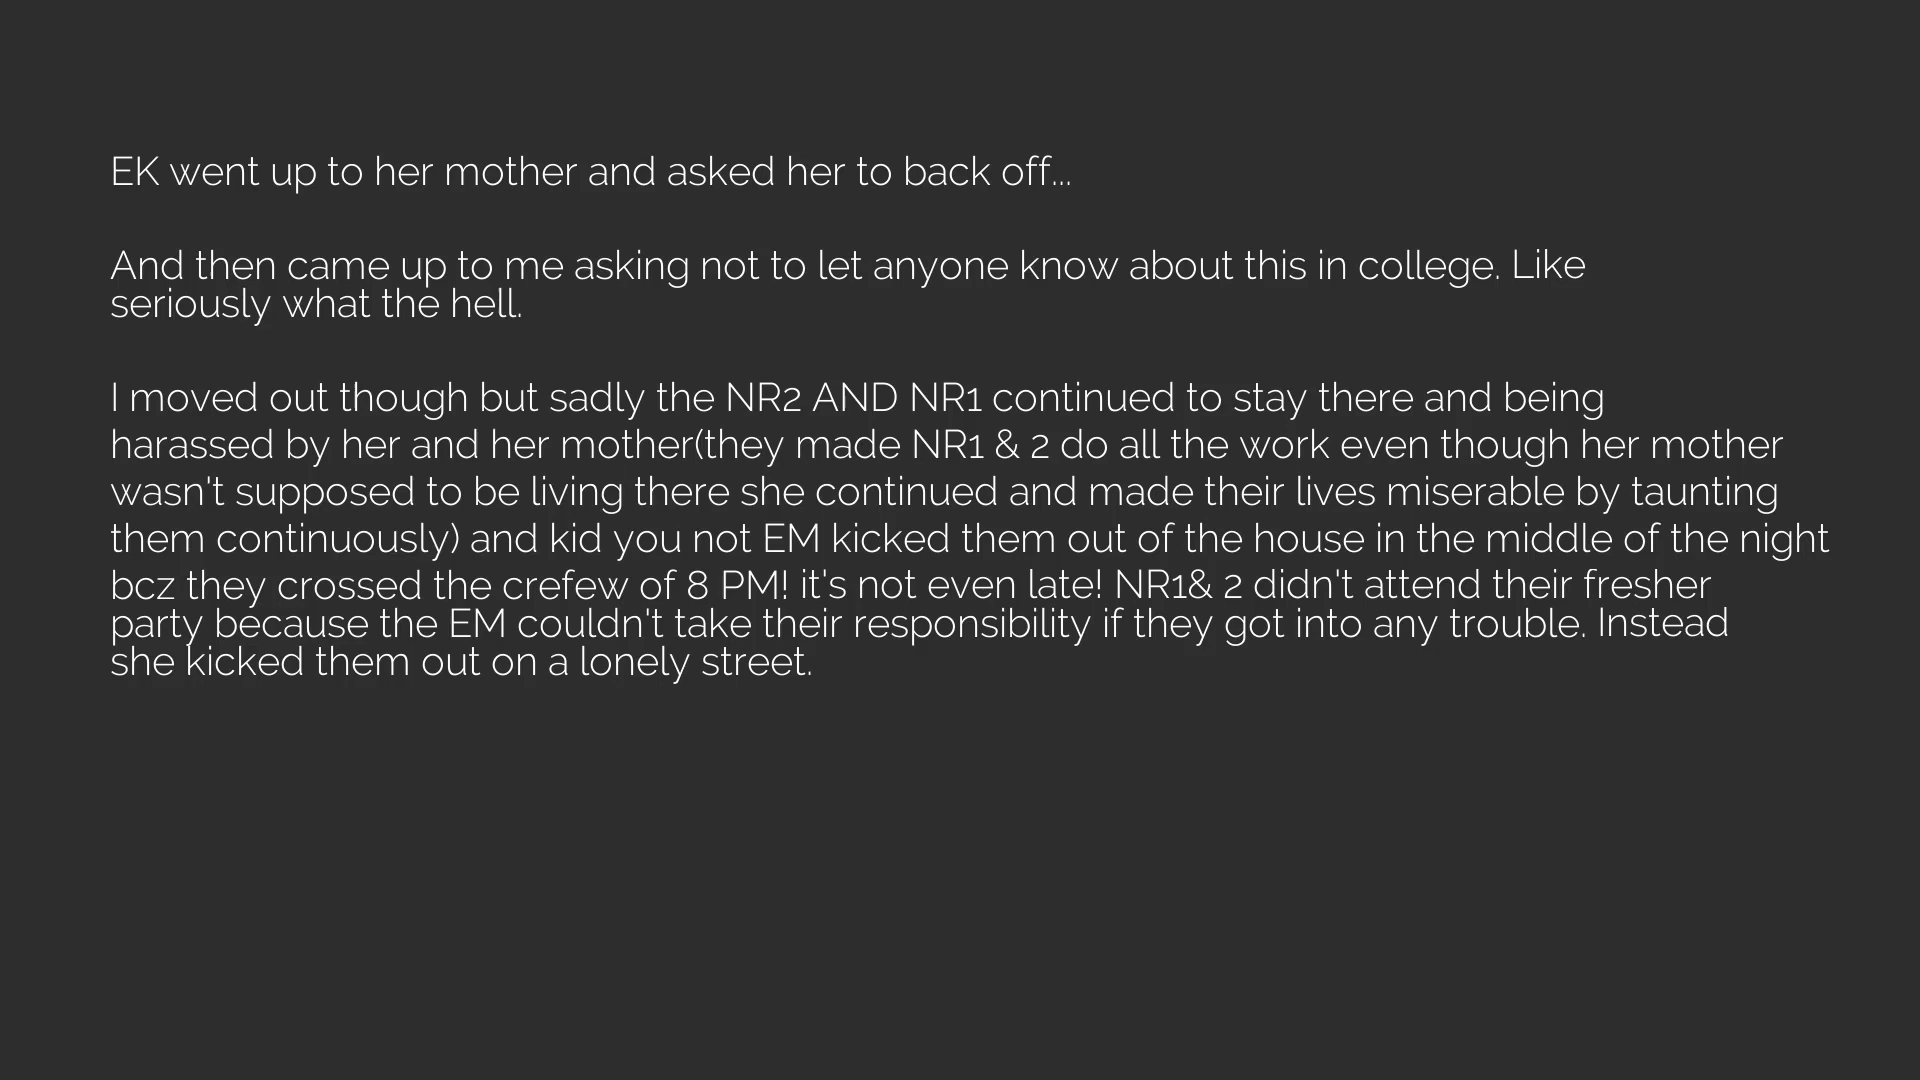 EK went up to her mother and asked her to back off...
And then came up to me asking not to let anyone know about this in college. Like
seriously what the hell.
I moved out though but sadly the NR2 AND NR1 continued to stay there and being
harassed by her and her mother(they made NR1 & 2 do all the work even though her mother
wasn't supposed to be living there she continued and made their lives miserable by taunting
them continuously) and kid you not EM kicked them out of the house in the middle of the night
bcz they crossed the crefew of 8 PM! it's not even late! NR1& 2 didn't attend their fresher
party because the EM couldn't take their responsibility if they got into any trouble. Instead
she kicked them out on a lonely street.